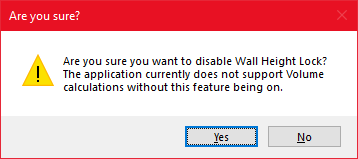 Are you sure?
Are you sure you want to disable Wall Height Lock?
The application currently does not support Volume
calculations without this feature being on.
Yes
No